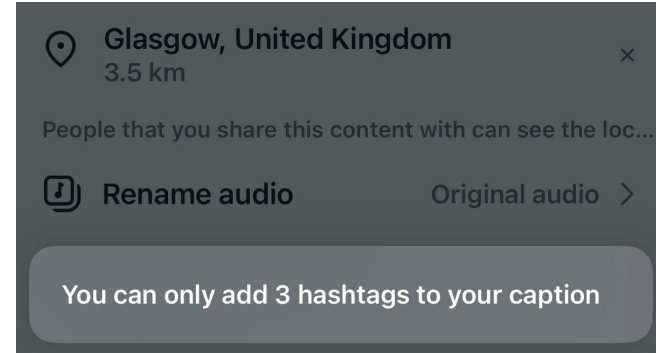 Glasgow, United Kingdom
3.5 km
People that you share this content with can see the loc...
Rename audio Original audio
You can only add 3 hashtags to your caption